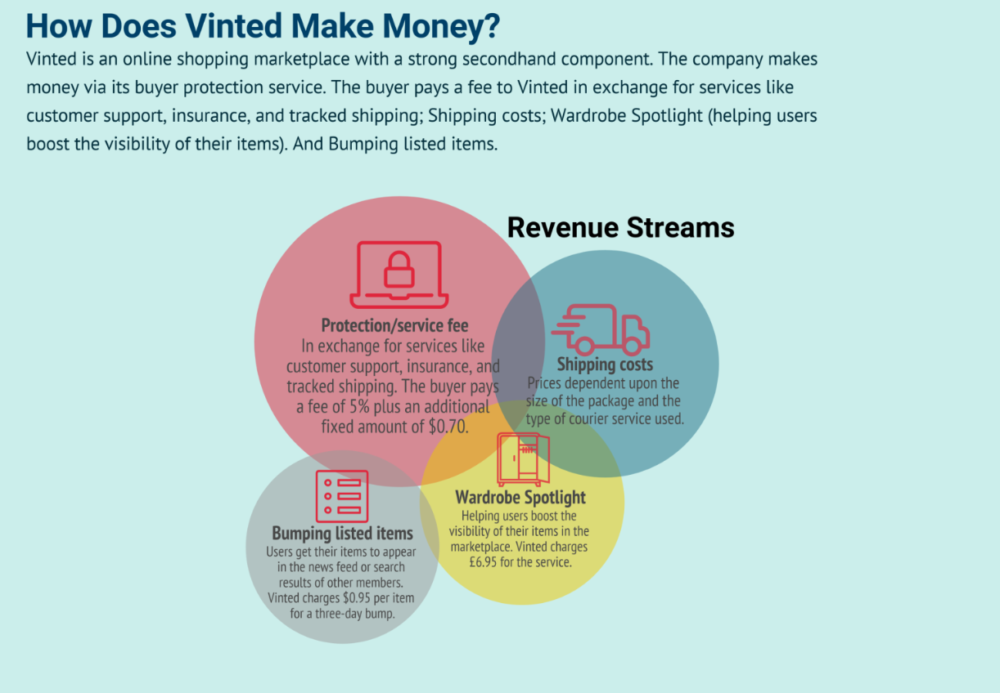 How Does Vinted Make Money?
Vinted is an online shopping marketplace with a strong secondhand component. The company makes
money via its buyer protection service. The buyer pays a fee to Vinted in exchange for services like
customer support, insurance, and tracked shipping; Shipping costs; Wardrobe Spotlight (helping users
boost the visibility of their items). And Bumping listed items.
Revenue Streams
Protection/service fee
In exchange for services like
customer support, insurance, and
tracked shipping. The buyer pays
a fee of 5% plus an additional
fixed amount of $0.70.
Shipping costs
Prices dependent upon the
size of the package and the
type of courier service used.
Wardrobe Spotlight
Helping users boost the
visibility of their items in the
marketplace. Vinted charges
£6.95 for the service.
Bumping listed items
Users get their items to appear
in the news feed or search
results of other members.
Vinted charges $0.95 per item
for a three-day bump.